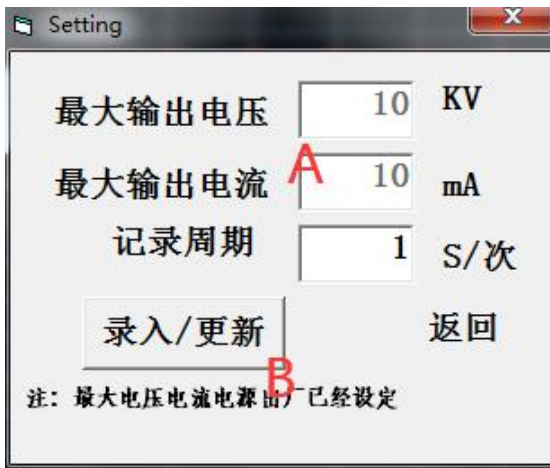 Setting
最大输出电压 10 KV
A
最大输出电流 10 mA
记录周期 1 S/次
录入/更新 返回
B
注: 最大电压电流电源出厂已经设定